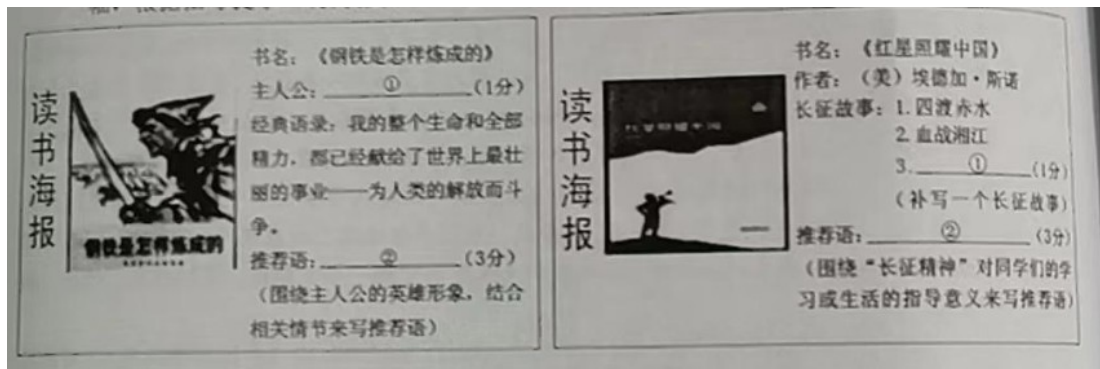 读书海报
钢铁是怎样炼成的
书名：《钢铁是怎样炼成的》
主人公：①(1分)
经典语录：我的整个生命和全部
精力，都已经献给了世界上最壮
丽的事业——为人类的解放而斗
争。
推荐语：②(3分)
（围绕主人公的英雄形象，结合
相关情节来写推荐语）
读书海报
红星照耀中国
书名：《红星照耀中国》
作者：（美）埃德加·斯诺
长征故事：1.四渡赤水
2.血战湘江
3.①(1分)
（补写一个长征故事）
推荐语：②(3分)
（围绕“长征精神”对同学们的学
习或生活的指导意义来写推荐语）